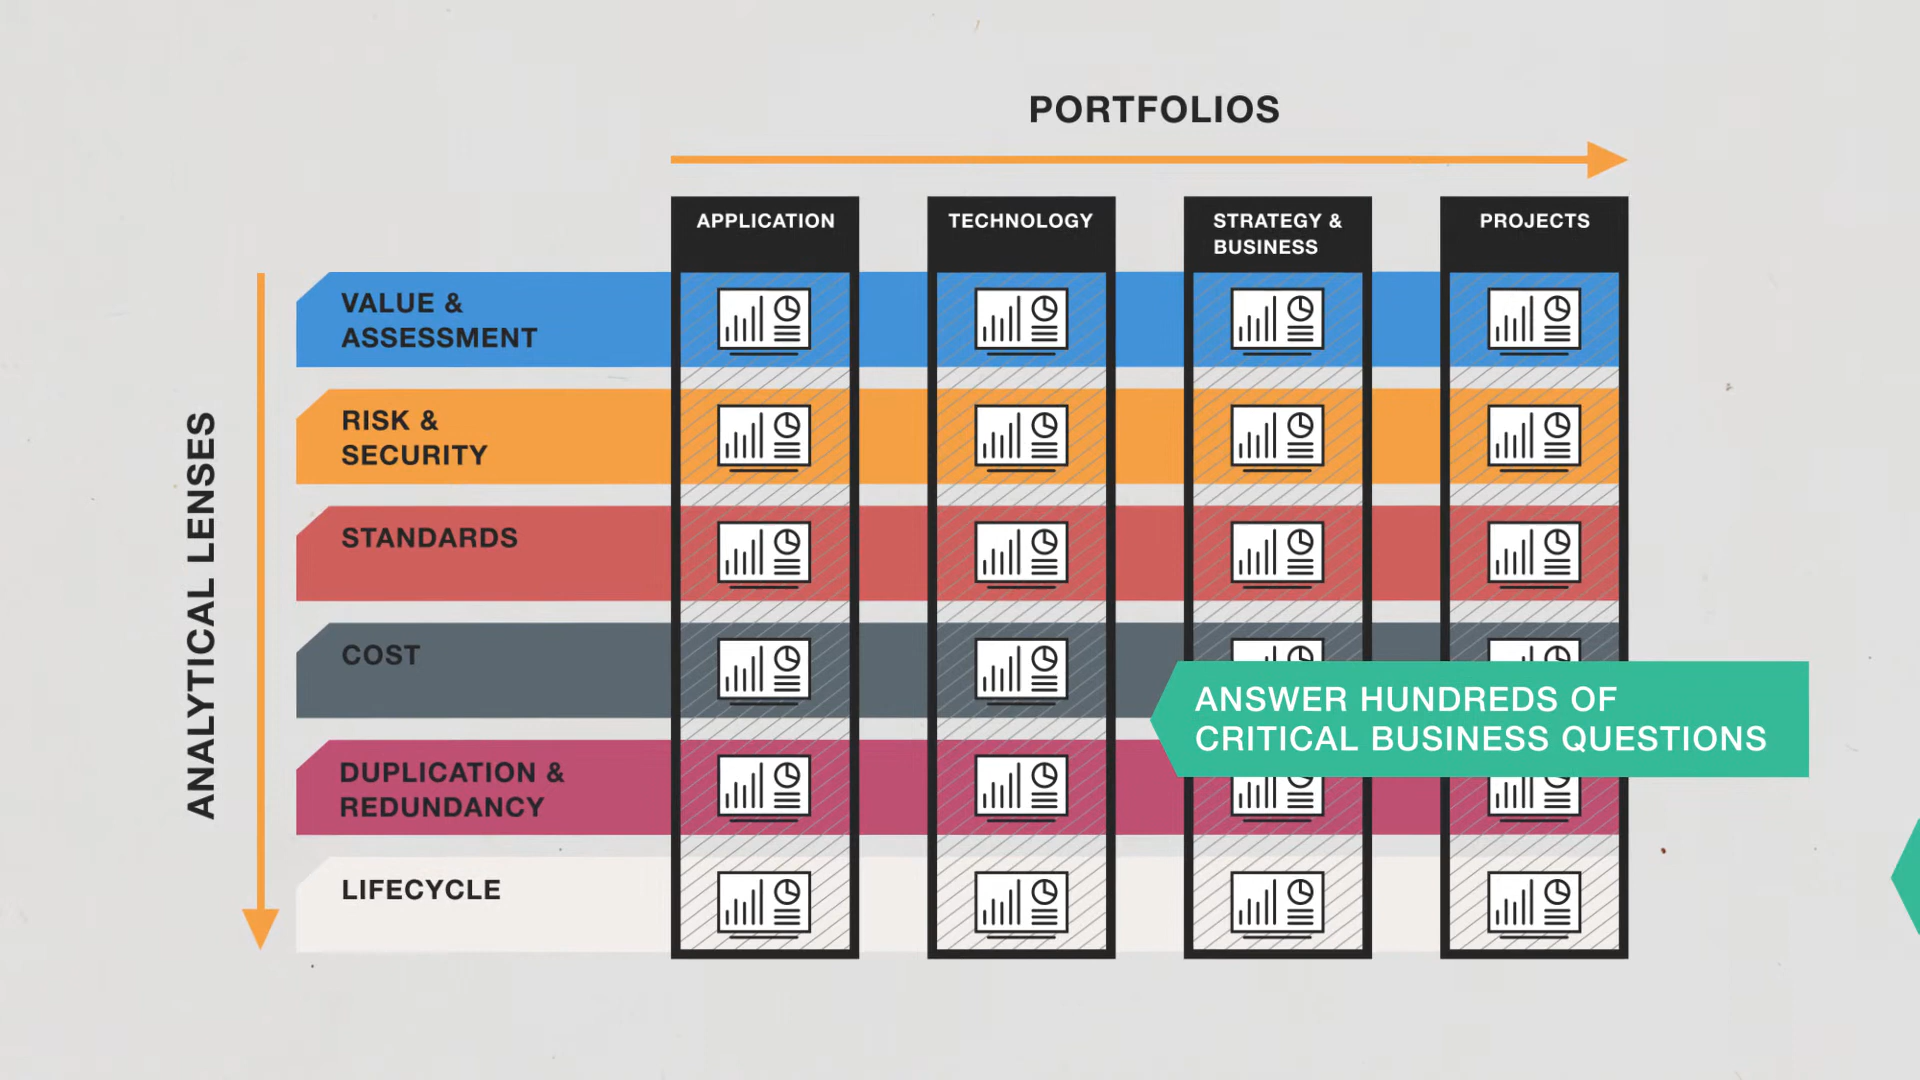 PORTFOLIOS
APPLICATION
TECHNOLOGY
STRATEGY &
BUSINESS
PROJECTS
ANALYTICAL LENSES
VALUE &
ASSESSMENT
RISK &
SECURITY
STANDARDS
COST
ANSWER HUNDREDS OF
CRITICAL BUSINESS QUESTIONS
DUPLICATION &
REDUNDANCY
LIFECYCLE